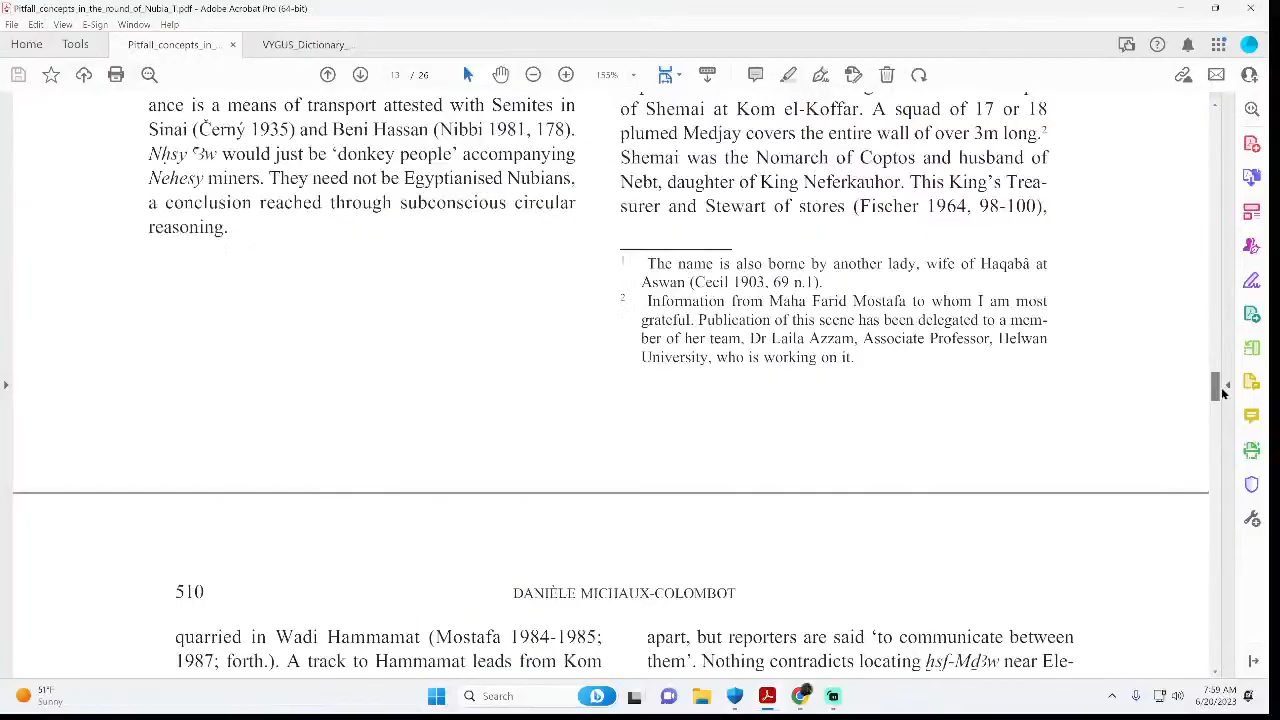 Pitfall_concepts_in_the_round_of_Nubia_T.pdf - Adobe Acrobat Pro (64-bit)
File Edit View E-Sign Window Help
Home Tools Pitfall_concepts_in_... × VYGUS_Dictionary_...
/ 26 155%
ance is a means of transport attested with Semites in
Sinai (Černý 1935) and Beni Hassan (Nibbi 1981, 178).
Nḥsy ꜥꜣw would just be ‘donkey people’ accompanying
Nehesy miners. They need not be Egyptianised Nubians,
a conclusion reached through subconscious circular
reasoning.
of Shemai at Kom el-Koffar. A squad of 17 or 18
plumed Medjay covers the entire wall of over 3m long.²
Shemai was the Nomarch of Coptos and husband of
Nebt, daughter of King Neferkauhor. This King’s Trea-
surer and Stewart of stores (Fischer 1964, 98-100),
1 The name is also borne by another lady, wife of Haqabâ at
Aswan (Cecil 1903, 69 n.1).
2 Information from Maha Farid Mostafa to whom I am most
grateful. Publication of this scene has been delegated to a mem-
ber of her team, Dr Laila Azzam, Associate Professor, Helwan
University, who is working on it.
510 DANIÈLE MICHAUX-COLOMBOT
quarried in Wadi Hammamat (Mostafa 1984-1985;
1987; forth.). A track to Hammamat leads from Kom
apart, but reporters are said ‘to communicate between
them’. Nothing contradicts locating ḫsf-Mḏꜣw near Ele-
51°F
Sunny
Search
7:59 AM
6/20/2023